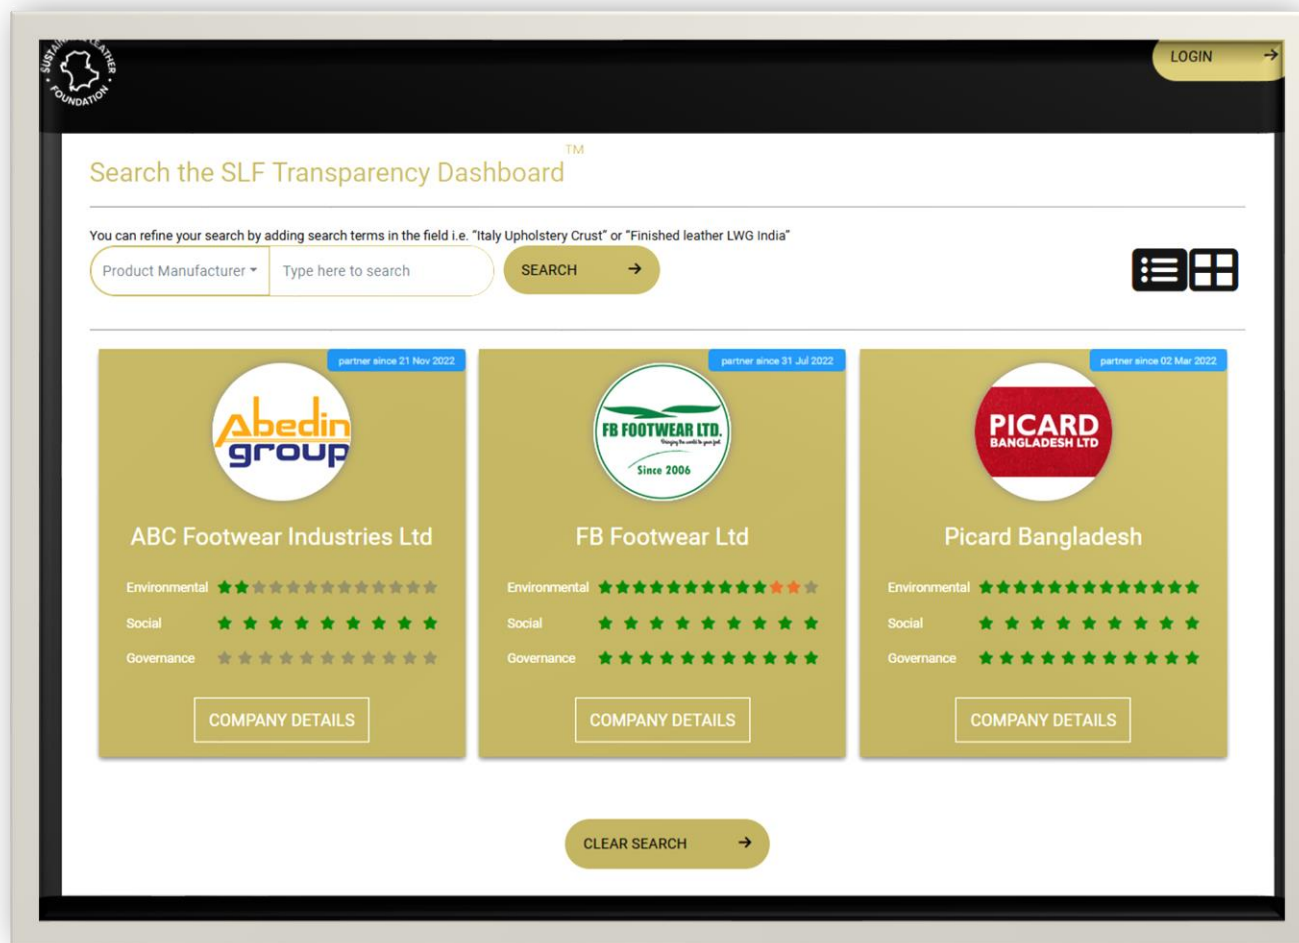 SUSTAINABLE LEATHER
FOUNDATION
LOGIN
Search the SLF Transparency Dashboard™
You can refine your search by adding search terms in the field i.e. "Italy Upholstery Crust" or "Finished leather LWG India"
Product Manufacturer
Type here to search
SEARCH
partner since 21 Nov 2022
Abedin
group
ABC Footwear Industries Ltd
Environmental
Social
Governance
COMPANY DETAILS
partner since 31 Jul 2022
FB FOOTWEAR LTD.
Since 2006
FB Footwear Ltd
Environmental
Social
Governance
COMPANY DETAILS
partner since 02 Mar 2022
PICARD
BANGLADESH LTD
Picard Bangladesh
Environmental
Social
Governance
COMPANY DETAILS
CLEAR SEARCH